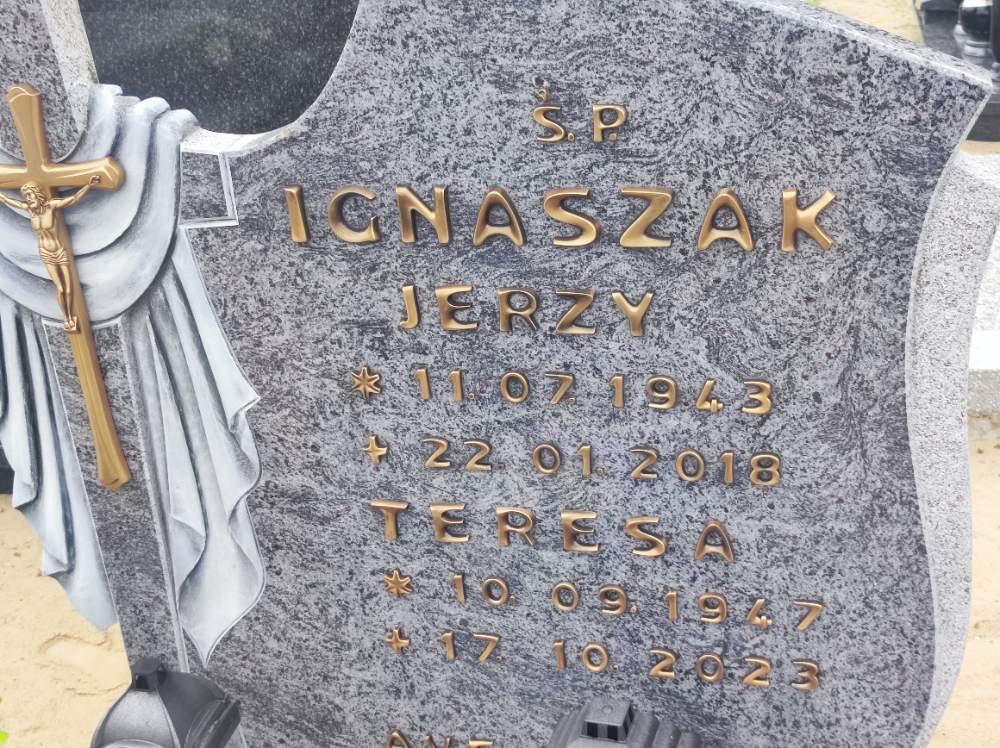 Ś. P.
IGNASZAK
JERZY
* 11. 07. 1943
+ 22 01. 2018
TERESA
* 10 09. 1947
+ 17. 10. 2023